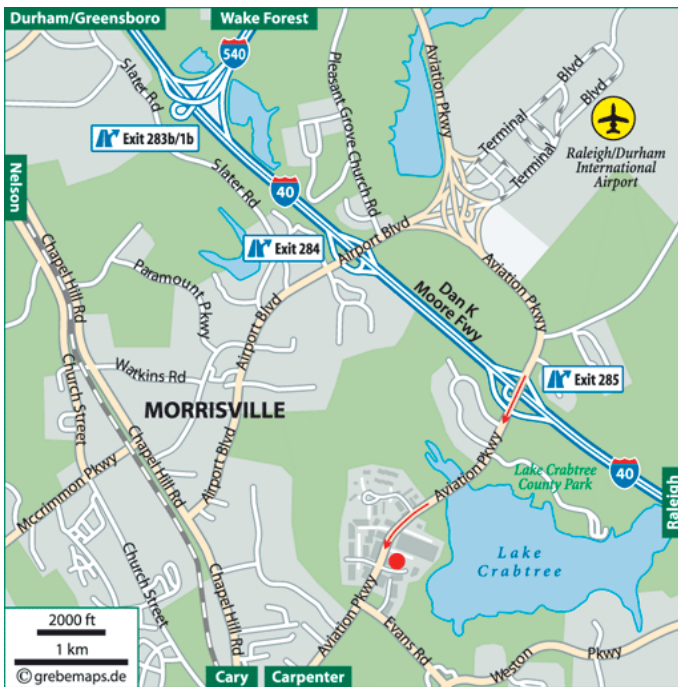 Durham/Greensboro
Wake Forest
540
Slater Rd
Pleasant Grove Church Rd
Aviation Pkwy
Terminal Blvd
Terminal Blvd
Exit 283b/1b
Raleigh/Durham
International
Airport
Nelson
Slater Rd
40
Exit 284
Airport Blvd
Chapel Hill Rd
Paramount Pkwy
Airport Blvd
Aviation Pkwy
Dan K
Moore Fwy
Watkins Rd
Church Street
Exit 285
MORRISVILLE
Chapel Hill Rd
Airport Blvd
Mccrimmon Pkwy
Aviation Pkwy
Lake Crabtree
County Park
40
Raleigh
Lake
Crabtree
Church Street
Chapel Hill Rd
Aviation Pkwy
Evans Rd
Weston Pkwy
2000 ft
1 km
© grebemaps.de
Cary
Carpenter